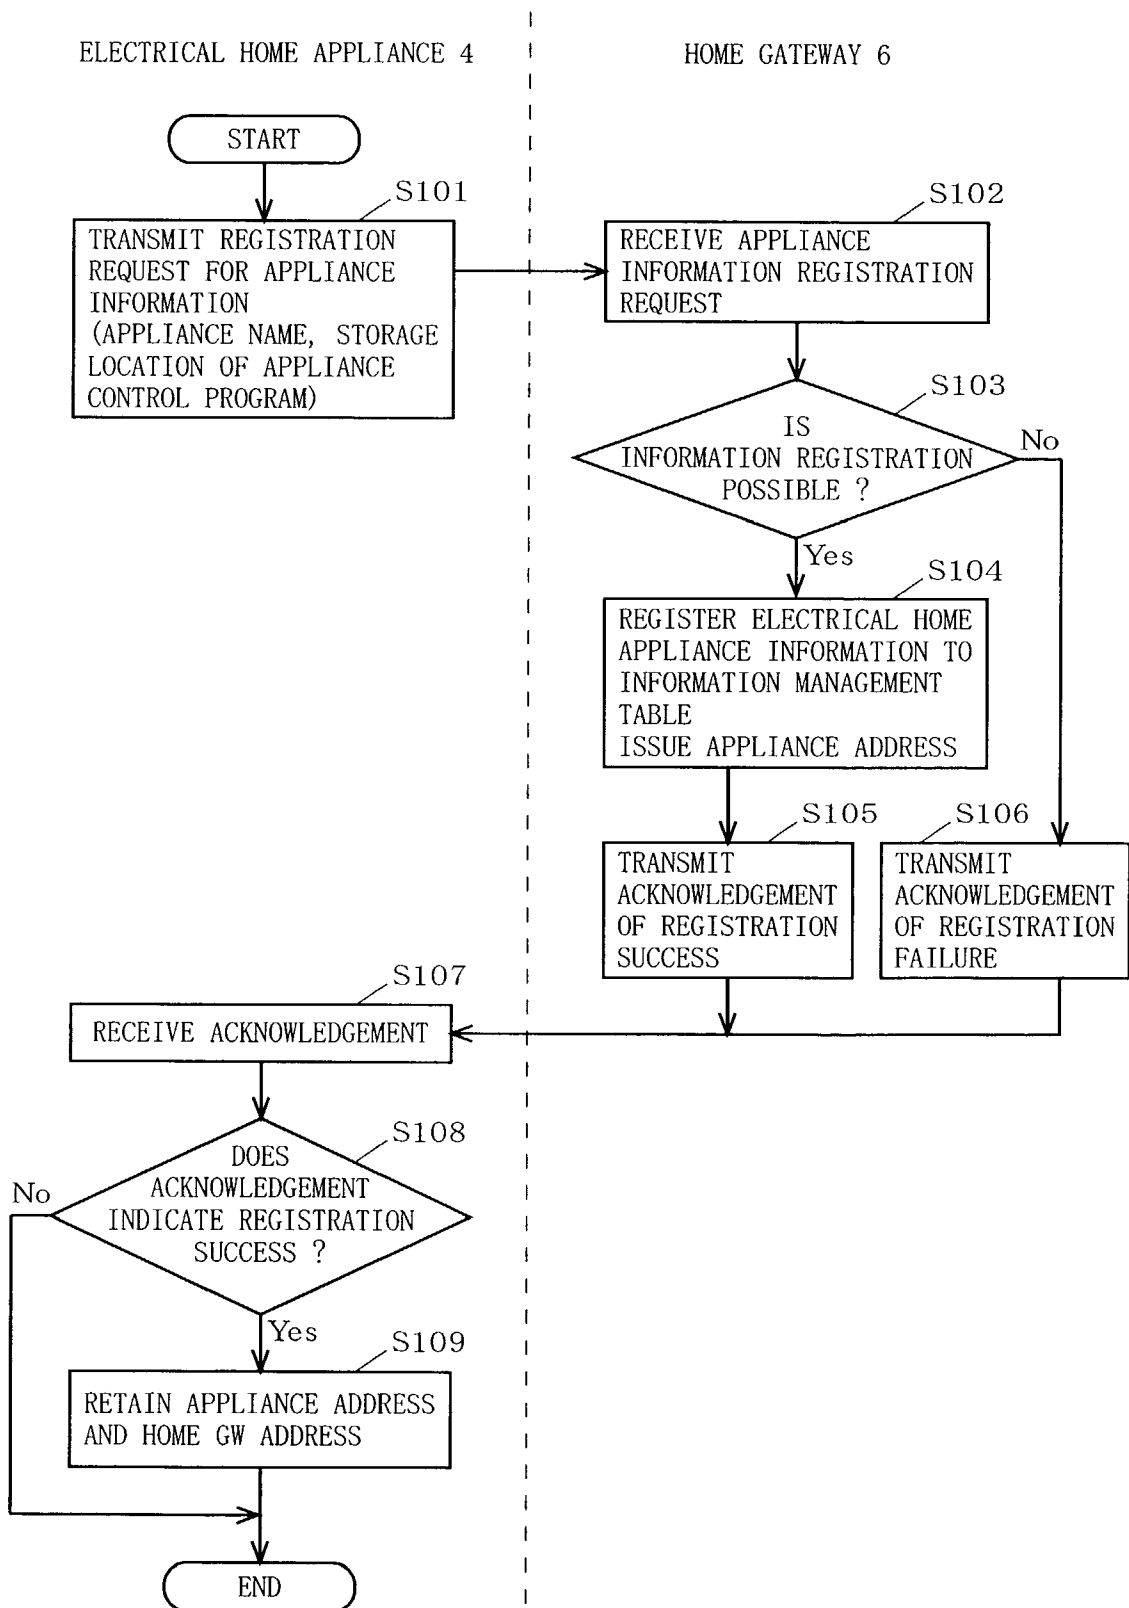 ELECTRICAL HOME APPLIANCE 4
HOME GATEWAY 6
START
S101
TRANSMIT REGISTRATION
REQUEST FOR APPLIANCE
INFORMATION
(APPLIANCE NAME, STORAGE
LOCATION OF APPLIANCE
CONTROL PROGRAM)
S102
RECEIVE APPLIANCE
INFORMATION REGISTRATION
REQUEST
S103
IS
INFORMATION REGISTRATION
POSSIBLE ?
No
Yes
S104
REGISTER ELECTRICAL HOME
APPLIANCE INFORMATION TO
INFORMATION MANAGEMENT
TABLE
ISSUE APPLIANCE ADDRESS
S105
TRANSMIT
ACKNOWLEDGEMENT
OF REGISTRATION
SUCCESS
S106
TRANSMIT
ACKNOWLEDGEMENT
OF REGISTRATION
FAILURE
S107
RECEIVE ACKNOWLEDGEMENT
S108
DOES
ACKNOWLEDGEMENT
INDICATE REGISTRATION
SUCCESS ?
No
Yes
S109
RETAIN APPLIANCE ADDRESS
AND HOME GW ADDRESS
END